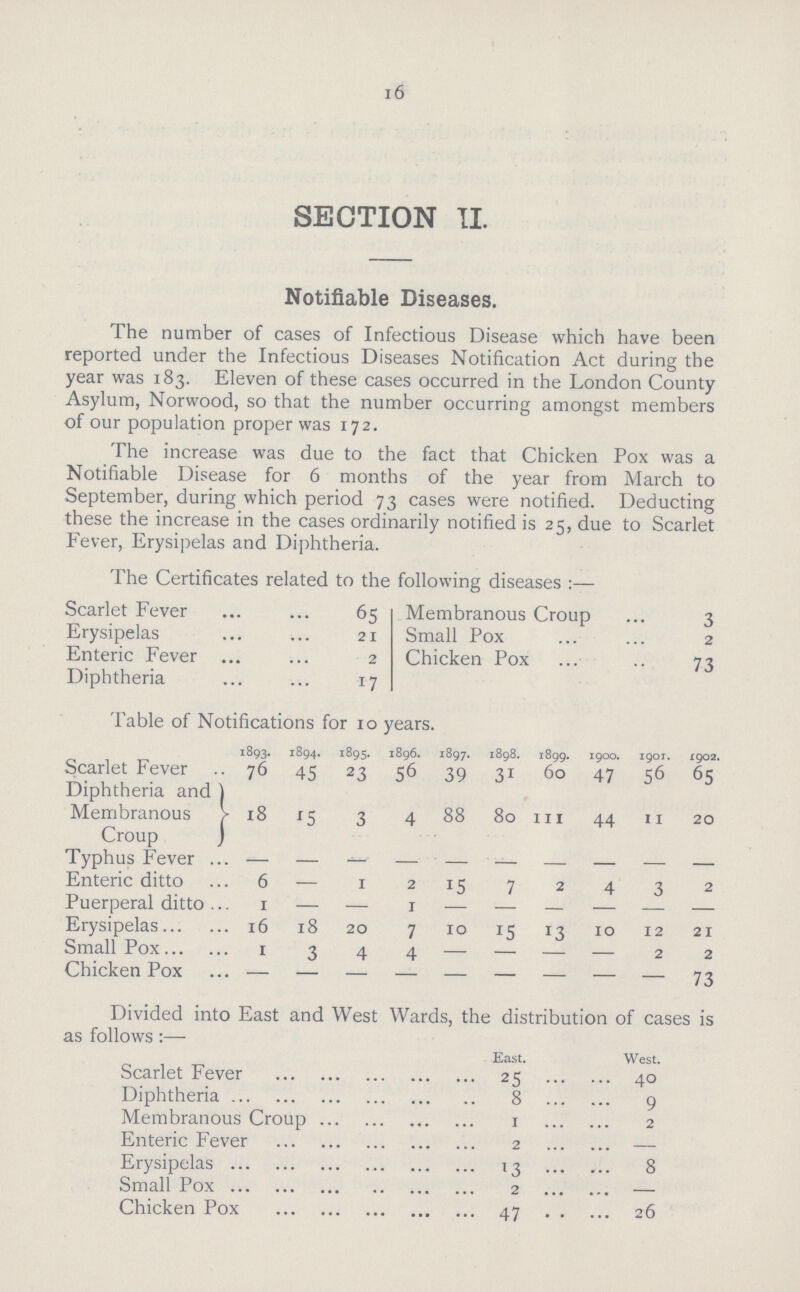 16
SECTION II.
Notifiable Diseases.
The number of cases of Infectious Disease which have been
reported under the Infectious Diseases Notification Act during the
year was 183. Eleven of these cases occurred in the London County
Asylum, Norwood, so that the number occurring amongst members
of our population proper was 172.
The increase was due to the fact that Chicken Pox was a
Notifiable Disease for 6 months of the year from March to
September, during which period 73 cases were notified. Deducting
these the increase in the cases ordinarily notified is 25, due to Scarlet
Fever, Erysipelas and Diphtheria.
The Certificates related to the following diseases :—
Scarlet Fever ... ... 65 Membranous Croup ... 3
Erysipelas ... ... 21 Small Pox ... ... 2
Enteric Fever ... ... 2 Chicken Pox ... .. 73
Diphtheria ... ... 17
Table of Notifications for 10 years.
1893. 1894. 1895. 1896. 1897. 1898. 1899. 1900. 1901. 1902.
Scarlet Fever .. 76 45 23 56 39 31 60 47 56 65
Diphtheria and
Membranous } 18 15 3 4 88 80 111 44 11 20
Croup
Typhus Fever ... — — — — — — — — — —
Enteric ditto ... 6 — 1 2 15 7 2 4 3 2
Puerperal ditto ... 1 — — 1 — — — — — —
Erysipelas... ... 16 18 20 7 10 15 13 10 12 21
Small Pox... ... 1 3 4 4 — — — — 2 2
Chicken Pox ... — — — — — — — — — 73
Divided into East and West Wards, the distribution of cases is
as follows :—
East. West.
Scarlet Fever ... ... ... ... ... 25 ... ... 40
Diphtheria ... ... ... ... ... .. 8 ... ... 9
Membranous Croup ... ... ... ... 1 ... ... 2
Enteric Fever ... ... ... ... ... 2 ... ... —
Erysipelas ... ... ... ... ... ... 13 ... ... 8
Small Pox ... ... ... .. ... ... 2 ... ... —
Chicken Pox ... ... ... ... ... 47 .. ... 26